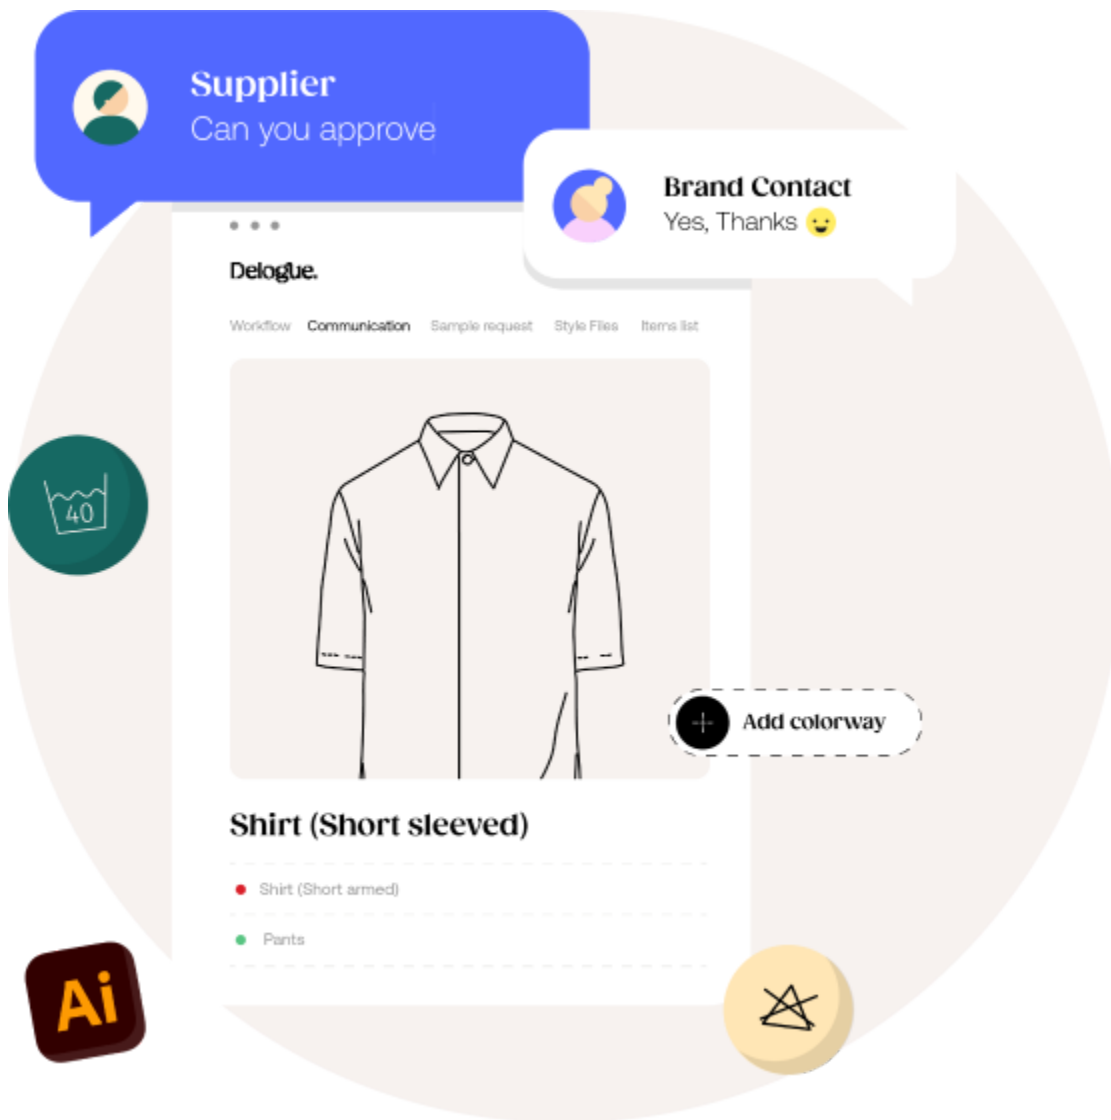 Supplier
Can you approve
Brand Contact
Yes, Thanks
Delogue.
Workflow Communication Sample request Style Files Items list
40
Add colorway
Shirt (Short sleeved)
Shirt (Short armed)
Pants
Ai